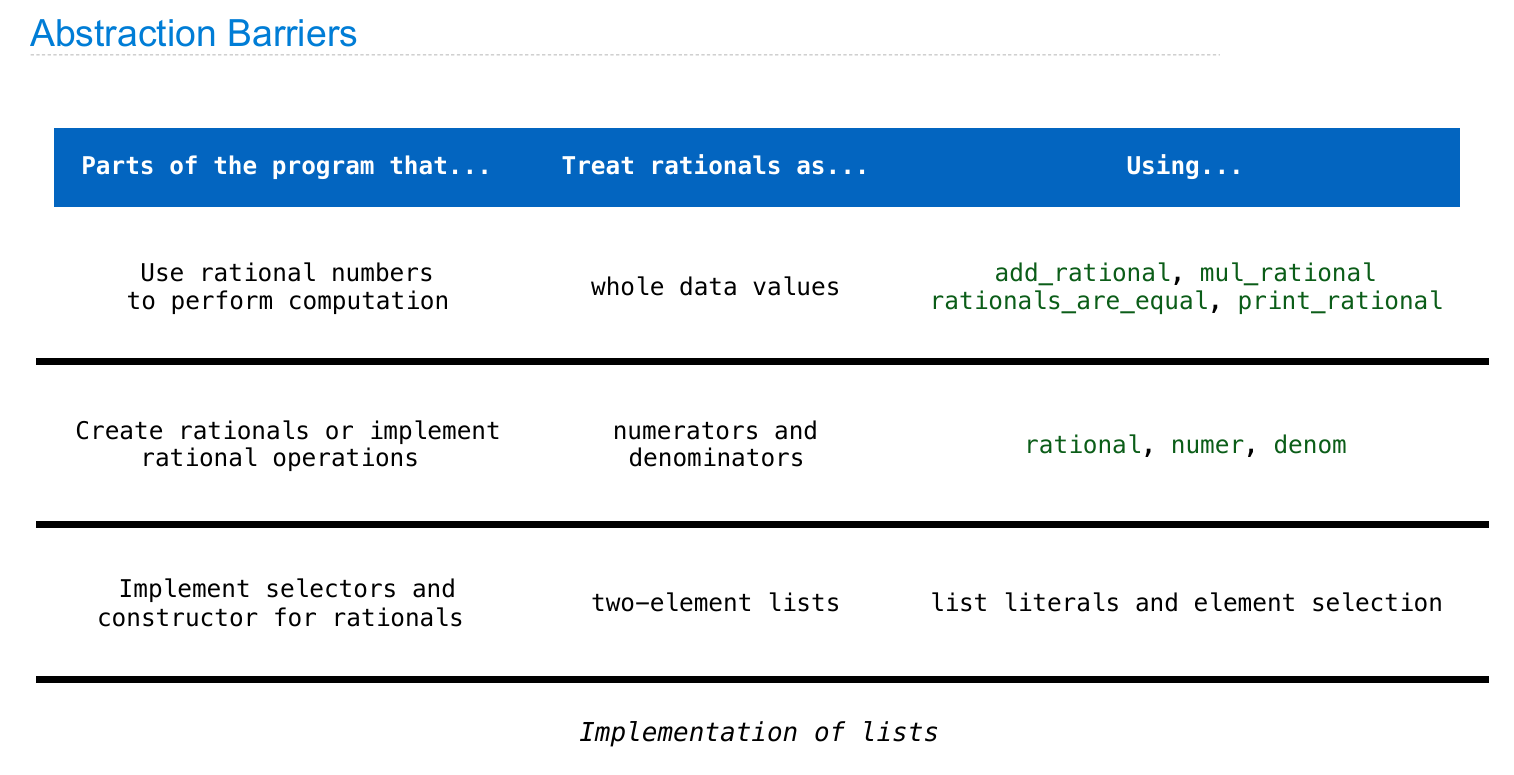 Abstraction Barriers
Parts of the program that... Treat rationals as... Using...
Use rational numbers
to perform computation
whole data values
add_rational, mul_rational
rationals_are_equal, print_rational
Create rationals or implement
rational operations
numerators and
denominators
rational, numer, denom
Implement selectors and
constructor for rationals
two−element lists
list literals and element selection
Implementation of lists